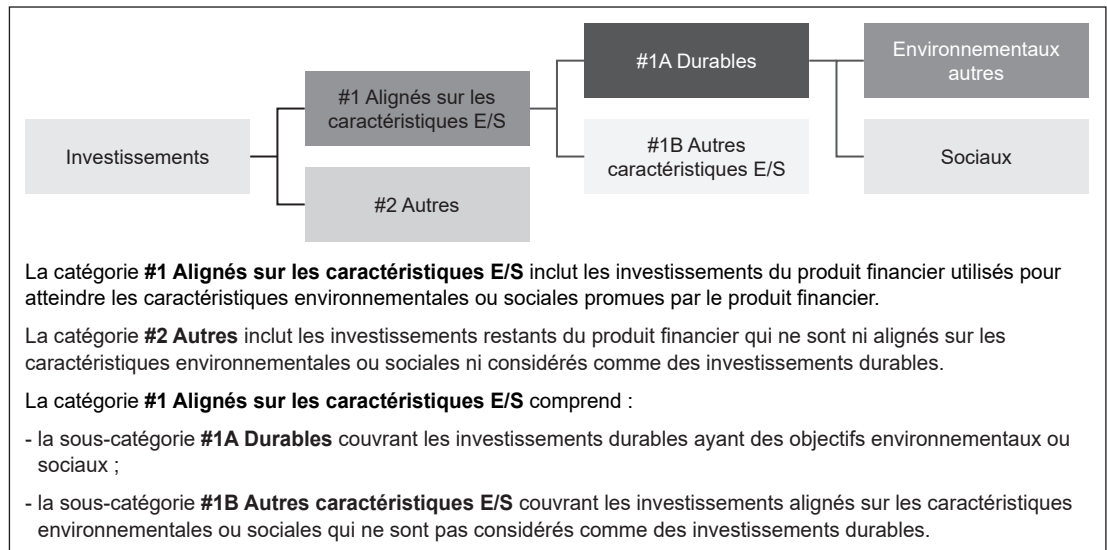 #1A Durables
Environnementaux
autres
#1 Alignés sur les
caractéristiques E/S
Investissements
#1B Autres
caractéristiques E/S
Sociaux
#2 Autres
La catégorie #1 Alignés sur les caractéristiques E/S inclut les investissements du produit financier utilisés pour
atteindre les caractéristiques environnementales ou sociales promues par le produit financier.
La catégorie #2 Autres inclut les investissements restants du produit financier qui ne sont ni alignés sur les
caractéristiques environnementales ou sociales ni considérés comme des investissements durables.
La catégorie #1 Alignés sur les caractéristiques E/S comprend :
- la sous-catégorie #1A Durables couvrant les investissements durables ayant des objectifs environnementaux ou
sociaux ;
- la sous-catégorie #1B Autres caractéristiques E/S couvrant les investissements alignés sur les caractéristiques
environnementales ou sociales qui ne sont pas considérés comme des investissements durables.